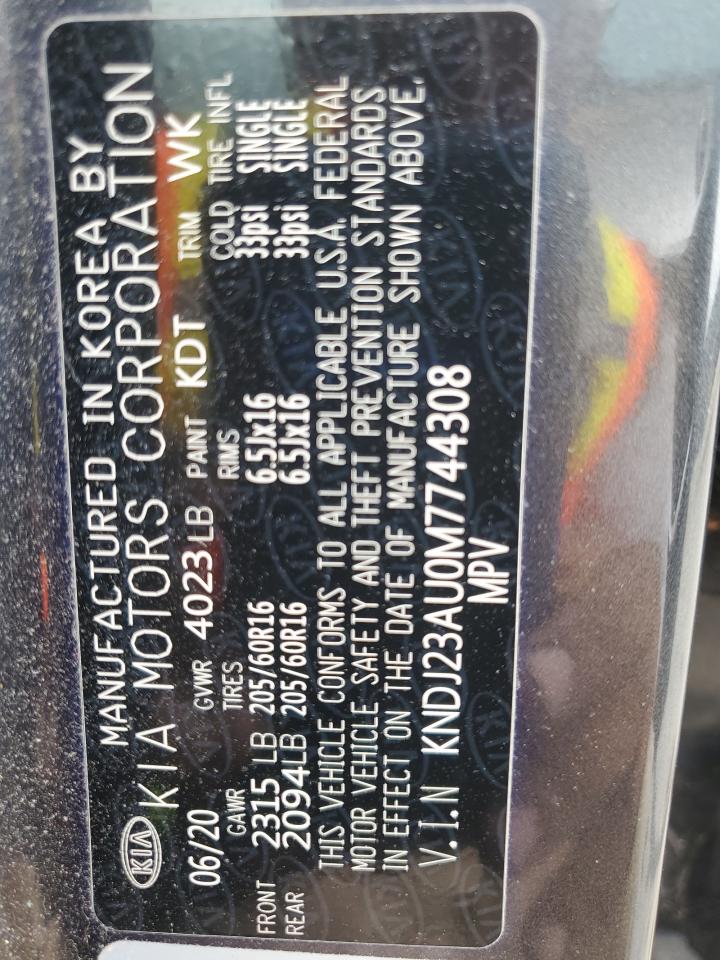 MANUFACTURED IN KOREA BY
KIA KIA MOTORS CORPORATION
06/20 GVWR 4023LB PAINT KDT TRIM WK
GAWR TIRES RIMS COLD TIRE INFL
FRONT 2315 LB 205/60R16 6.5Jx16 33psi SINGLE
REAR 2094LB 205/60R16 6.5Jx16 33psi SINGLE
THIS VEHICLE CONFORMS TO ALL APPLICABLE U.S.A. FEDERAL
MOTOR VEHICLE SAFETY AND THEFT PREVENTION STANDARDS
IN EFFECT ON THE DATE OF MANUFACTURE SHOWN ABOVE.
V.I.N KNDJ23AU0M7744308
MPV